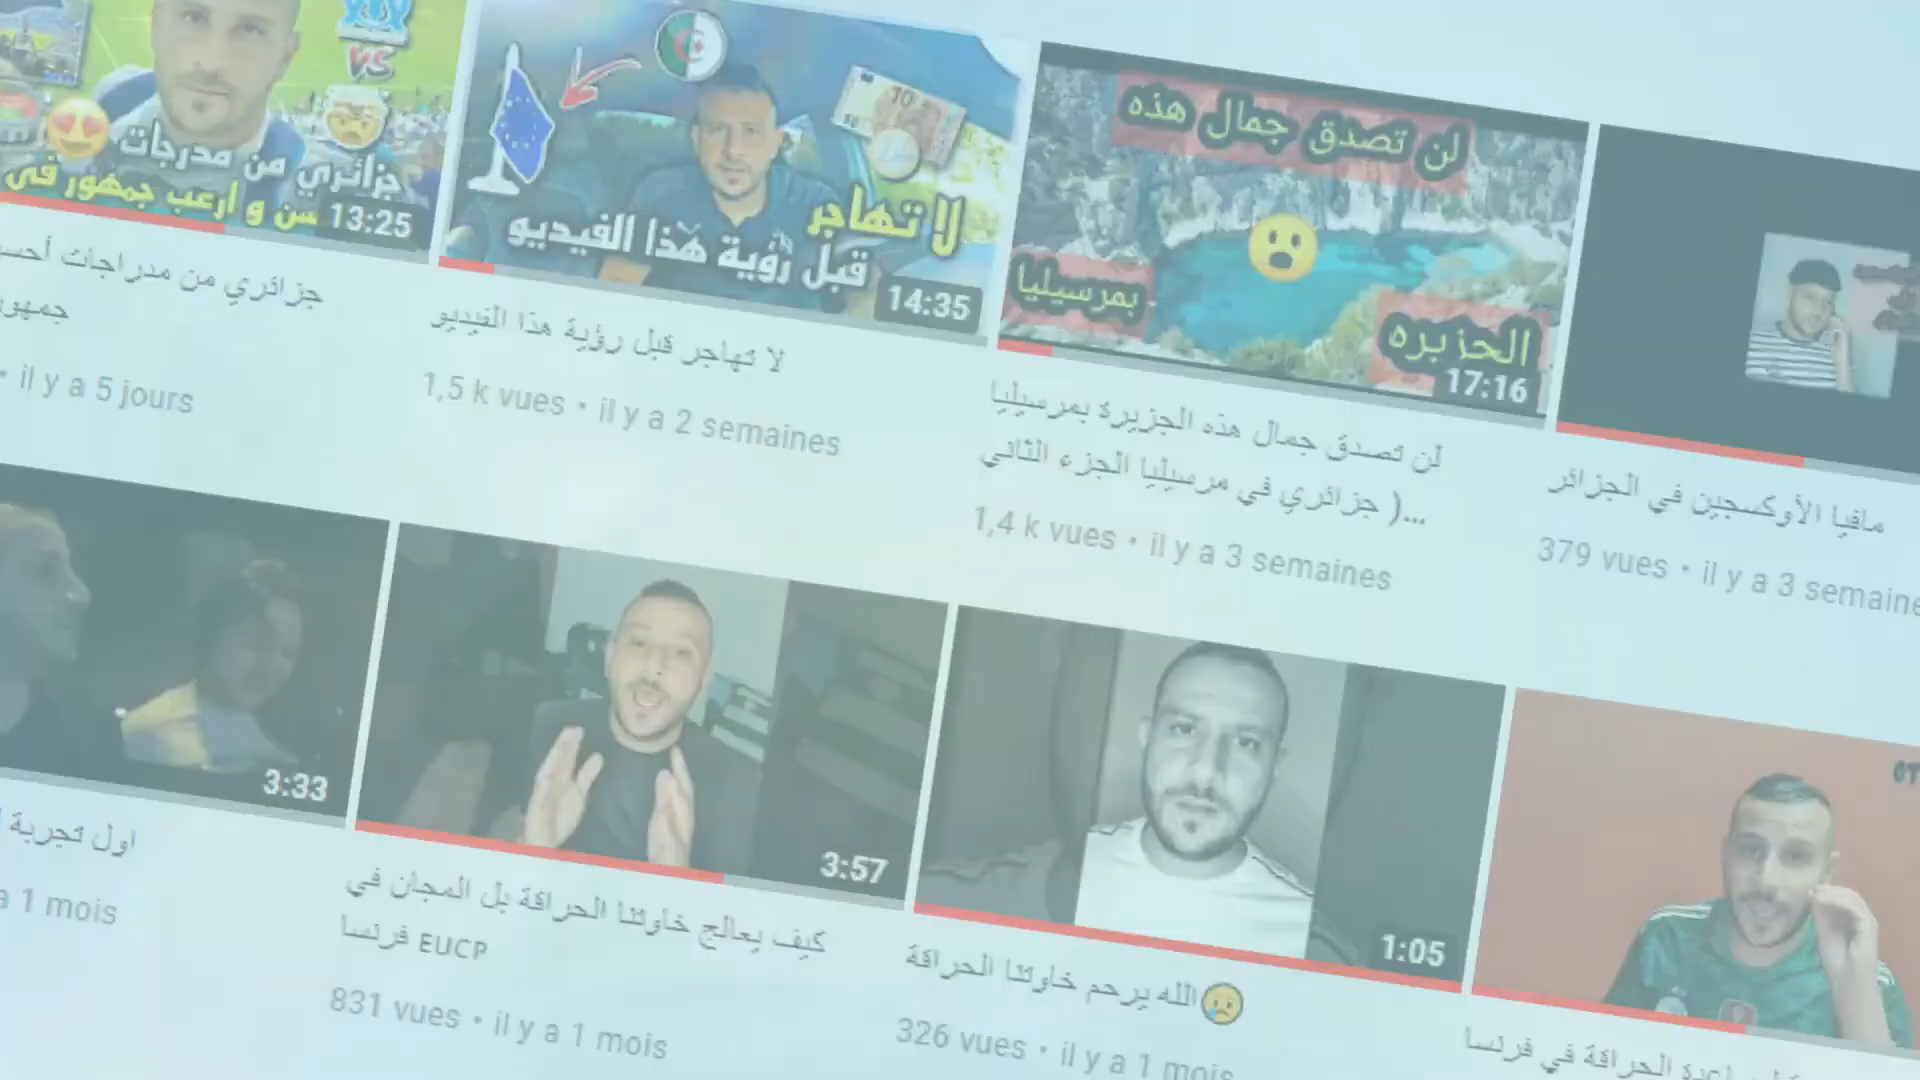 VS
جزائري من مدرجات
و أرعب جمهور في
13:25
جزائري من مدراجات
il y a 5 jours
10
لا تهاجر
قبل رؤية هذا الفيديو
14:35
لا تهاجر قبل رؤية هذا الفيديو
1,5 k vues • il y a 2 semaines
لن تصدق جمال هذه
بمرسيليا
الجزيره
17:16
لن تصدق جمال هذه الجزيرة بمرسيليا
( جزائري في مرسيليا الجزء الثاني...
1,4 k vues • il y a 3 semaines
مافيا الأوكسجين في الجزائر
379 vues • il y a 3
3:33
اول تجربة
1 mois
3:57
كيف يعالج خاوتنا الحراقة بل المجان في
فرنسا EUCP
831 vues • il y a 1 mois
1:05
الله يرحم خاوتنا الحراقة
326 vues • il y a 1 mois
الحراقة في فرنسا